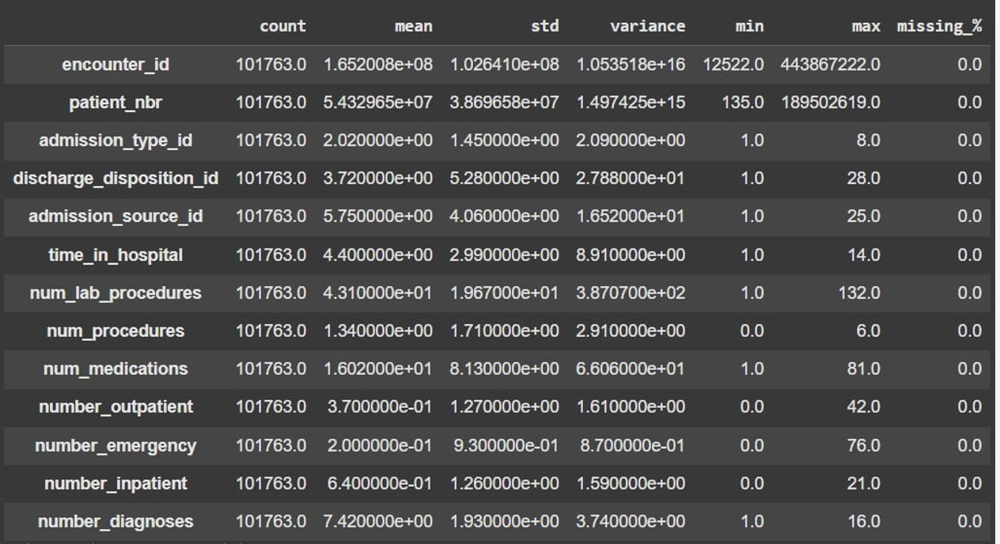 count mean std variance min max missing_%
encounter_id 101763.0 1.652008e+08 1.026410e+08 1.053518e+16 12522.0 443867222.0 0.0
patient_nbr 101763.0 5.432965e+07 3.869658e+07 1.497425e+15 135.0 189502619.0 0.0
admission_type_id 101763.0 2.020000e+00 1.450000e+00 2.090000e+00 1.0 8.0 0.0
discharge_disposition_id 101763.0 3.720000e+00 5.280000e+00 2.788000e+01 1.0 28.0 0.0
admission_source_id 101763.0 5.750000e+00 4.060000e+00 1.652000e+01 1.0 25.0 0.0
time_in_hospital 101763.0 4.400000e+00 2.990000e+00 8.910000e+00 1.0 14.0 0.0
num_lab_procedures 101763.0 4.310000e+01 1.967000e+01 3.870700e+02 1.0 132.0 0.0
num_procedures 101763.0 1.340000e+00 1.710000e+00 2.910000e+00 0.0 6.0 0.0
num_medications 101763.0 1.602000e+01 8.130000e+00 6.606000e+01 1.0 81.0 0.0
number_outpatient 101763.0 3.700000e-01 1.270000e+00 1.610000e+00 0.0 42.0 0.0
number_emergency 101763.0 2.000000e-01 9.300000e-01 8.700000e-01 0.0 76.0 0.0
number_inpatient 101763.0 6.400000e-01 1.260000e+00 1.590000e+00 0.0 21.0 0.0
number_diagnoses 101763.0 7.420000e+00 1.930000e+00 3.740000e+00 1.0 16.0 0.0